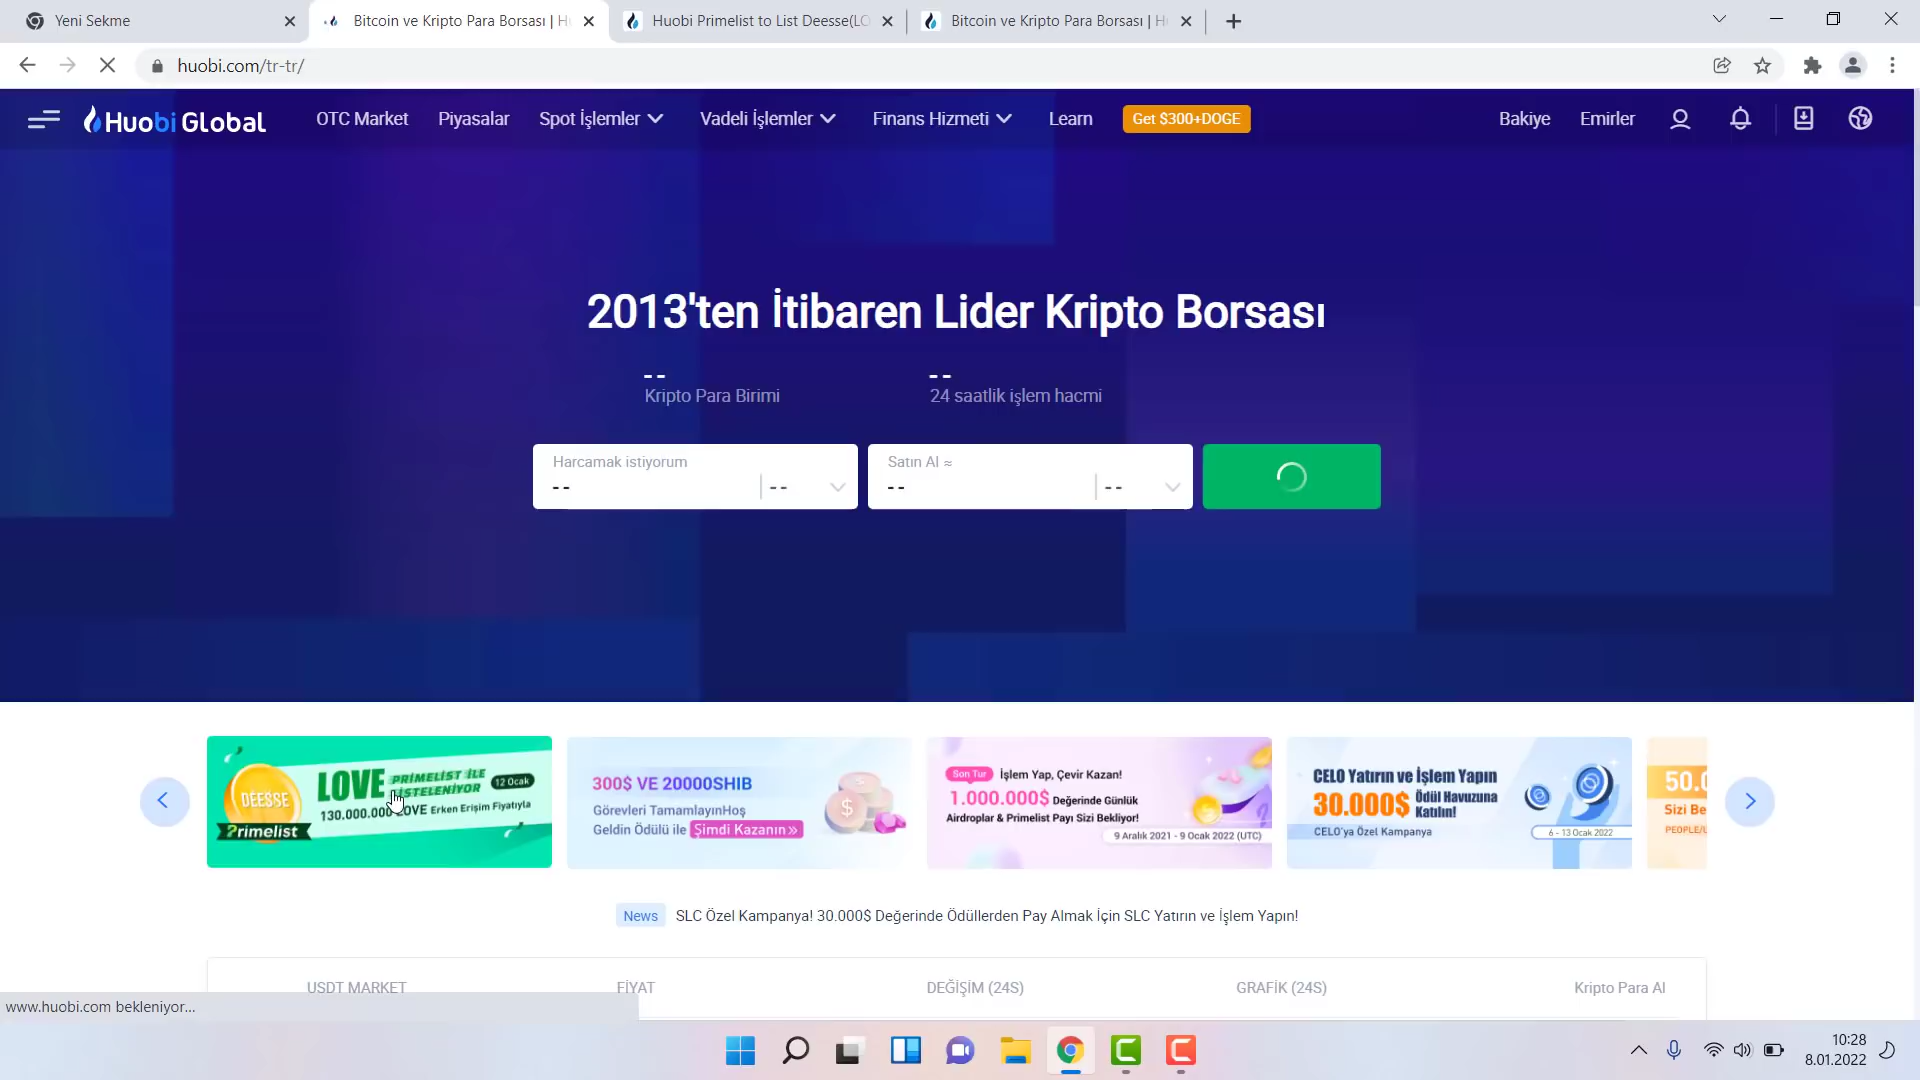 Yeni Sekme
Bitcoin ve Kripto Para Borsası | H
Huobi Primelist to List Deesse(LO
Bitcoin ve Kripto Para Borsası | H
huobi.com/tr-tr/
Huobi Global
OTC Market
Piyasalar
Spot İşlemler
Vadeli İşlemler
Finans Hizmeti
Learn
Get $300+DOGE
Bakiye
Emirler
2013'ten İtibaren Lider Kripto Borsası
--
Kripto Para Birimi
--
24 saatlik işlem hacmi
Harcamak istiyorum
-- --
Satın Al ≈
-- --
DEESSE
Primelist
LOVE PRİMELİST İLE LİSTELENİYOR
12 Ocak
130.000.000 LOVE Erken Erişim Fiyatıyla
300$ VE 20000SHIB
Görevleri TamamlayınHoş
Geldin Ödülü ile Şimdi Kazanın »
Son Tur İşlem Yap, Çevir Kazan!
1.000.000$ Değerinde Günlük
Airdroplar & Primelist Payı Sizi Bekliyor!
9 Aralık 2021 - 9 Ocak 2022 (UTC)
CELO Yatırın ve İşlem Yapın
30.000$ Ödül Havuzuna Katılın!
CELO'ya Özel Kampanya
6 - 13 Ocak 2022
50.0
Sizi Be
PEOPLE/U
News SLC Özel Kampanya! 30.000$ Değerinde Ödüllerden Pay Almak İçin SLC Yatırın ve İşlem Yapın!
USDT MARKET
FİYAT
DEĞİŞİM (24S)
GRAFİK (24S)
Kripto Para Al
www.huobi.com bekleniyor...
10:28
8.01.2022